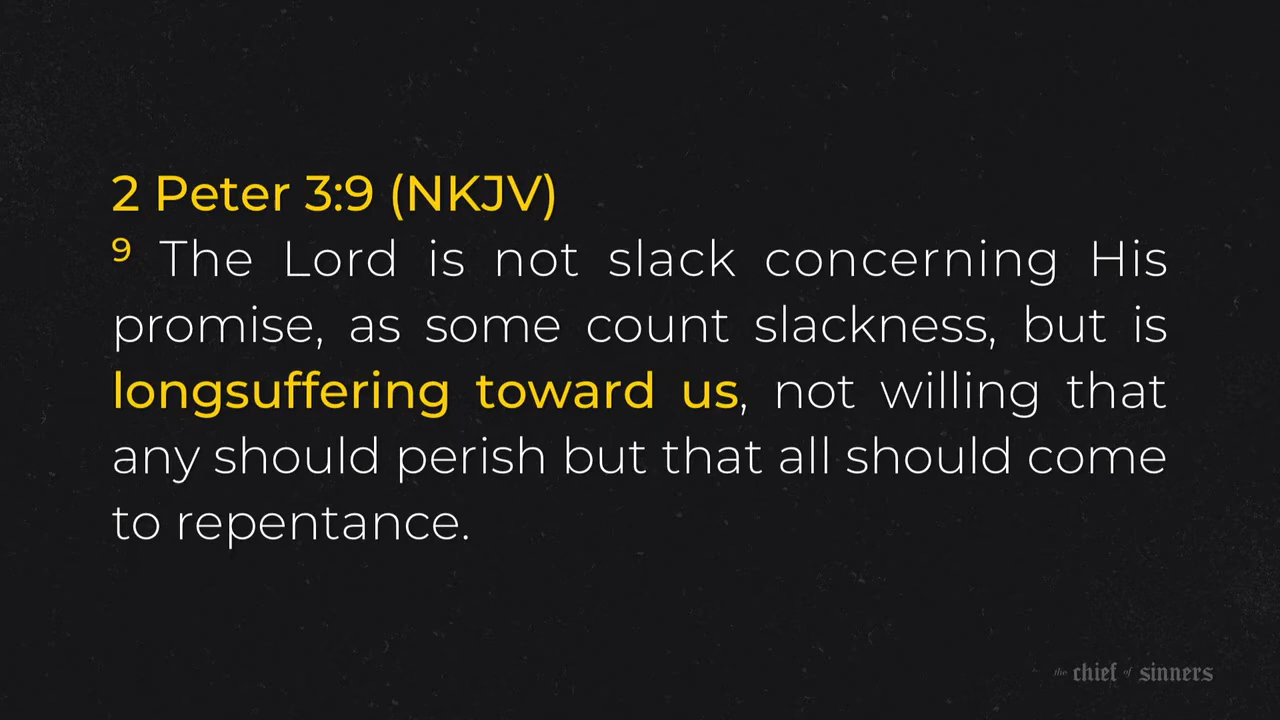 2 Peter 3:9 (NKJV)
9 The Lord is not slack concerning His
promise, as some count slackness, but is
longsuffering toward us, not willing that
any should perish but that all should come
to repentance.
the chief of sinners